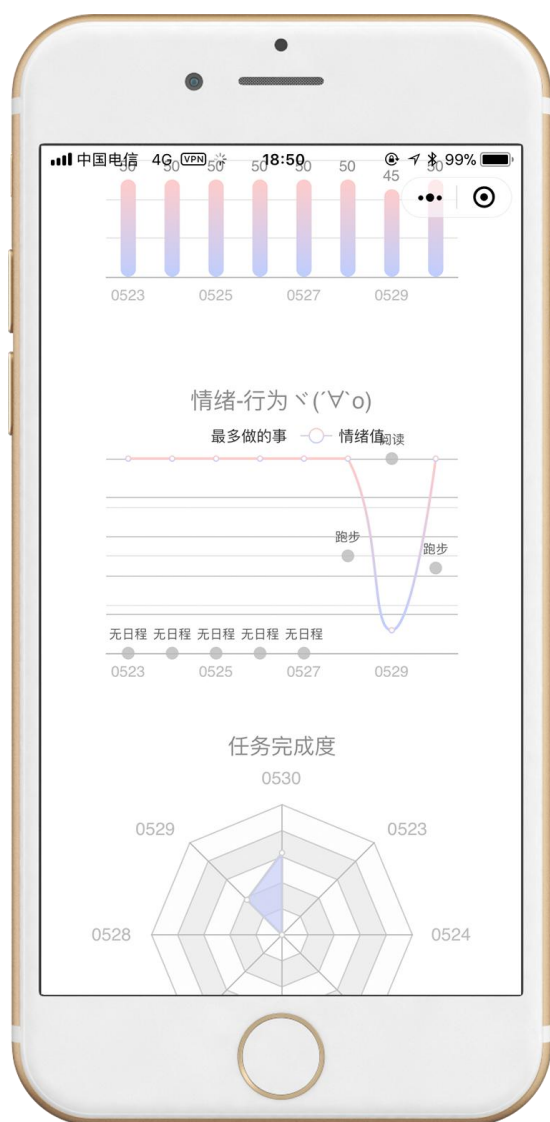 中国电信 4G VPN 18:50 99%
50 50 50 50 50 50 45 50
0523 0525 0527 0529
情绪-行为ヾ(´∀`o)
最多做的事 情绪值
阅读
跑步
跑步
无日程 无日程 无日程 无日程 无日程
0523 0525 0527 0529
任务完成度
0530
0529 0523
0528 0524